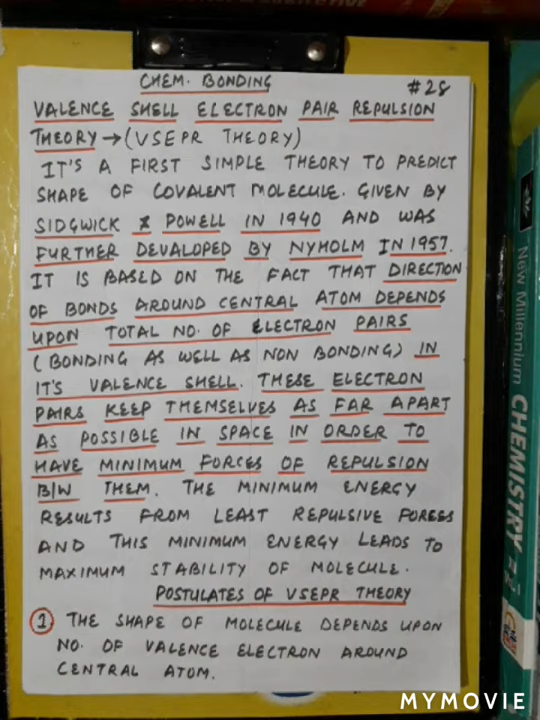 CHEM. BONDING #28
VALENCE SHELL ELECTRON PAIR REPULSION
THEORY → (VSEPR THEORY)
IT'S A FIRST SIMPLE THEORY TO PREDICT
SHAPE OF COVALENT MOLECULE. GIVEN BY
SIDGWICK & POWELL IN 1940 AND WAS
FURTHER DEVALOPED BY NYHOLM IN 1957.
IT IS BASED ON THE FACT THAT DIRECTION
OF BONDS AROUND CENTRAL ATOM DEPENDS
UPON TOTAL NO. OF ELECTRON PAIRS
(BONDING AS WELL AS NON BONDING) IN
IT'S VALENCE SHELL. THESE ELECTRON
PAIRS KEEP THEMSELVES AS FAR APART
AS POSSIBLE IN SPACE IN ORDER TO
HAVE MINIMUM FORCES OF REPULSION
B/W THEM. THE MINIMUM ENERGY
RESULTS FROM LEAST REPULSIVE FORCES
AND THIS MINIMUM ENERGY LEADS TO
MAXIMUM STABILITY OF MOLECULE.
POSTULATES OF VSEPR THEORY
① THE SHAPE OF MOLECULE DEPENDS UPON
NO. OF VALENCE ELECTRON AROUND
CENTRAL ATOM.
New Millennium CHEMISTRY
MYMOVIE